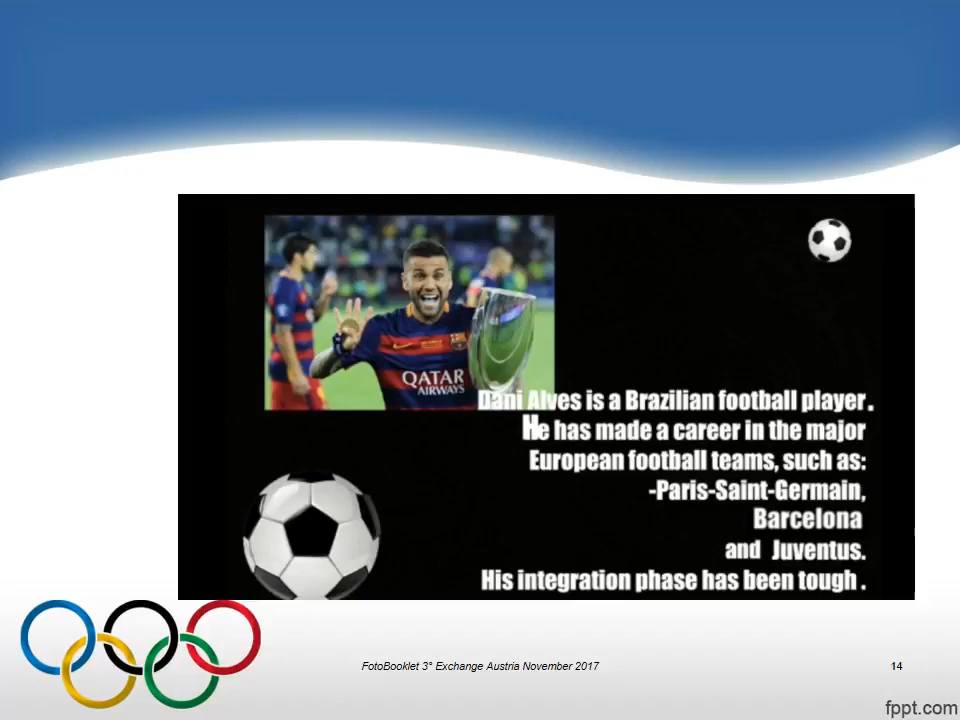 QATAR
AIRWAYS
Dani Alves is a Brazilian football player.
He has made a career in the major
European football teams, such as:
-Paris-Saint-Germain,
Barcelona
and Juventus.
His integration phase has been tough .
FotoBooklet 3° Exchange Austria November 2017
14
fppt.com